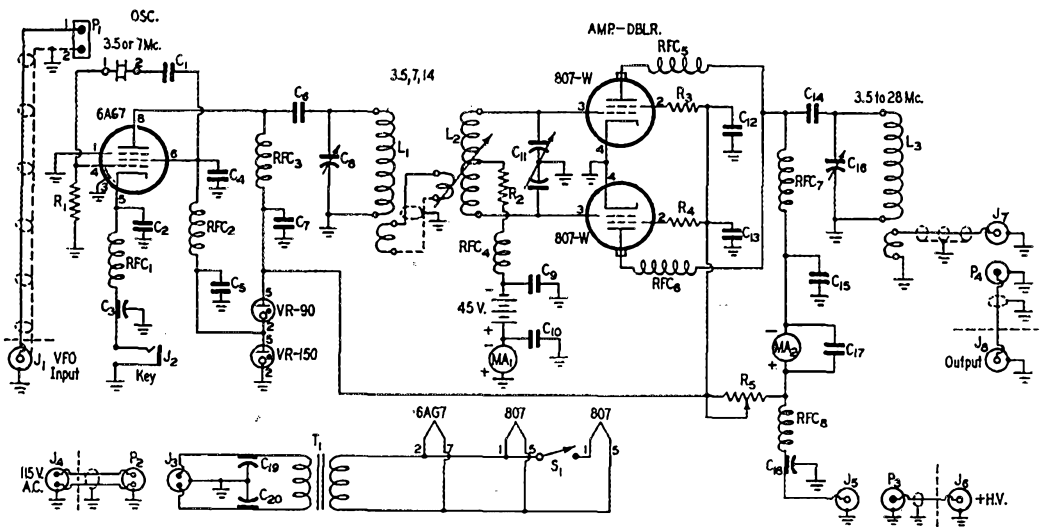 OSC.
AMP.-DBLR.
1 P1
2
3.5 or 7Mc.
1 2 C1
RFC5
6AG7
8
3.5, 7, 14
807-W
R3
C6
C14
3.5 to 28 Mc.
3
2
C12
1
4
3
5
6
C4
RFC3
C8
L1
L2
C11
4
4
R1
C2
RFC2
C7
R2
3
2
R4
C13
RFC7
C16
L3
RFC1
RFC4
807-W
RFC6
J7
C3
C5
C9
C15
P4
5
VR-90
2
45 V.
C10
MA2
C17
J8
Output
J1 VFO
Input
J2
Key
5
VR-150
2
MA1
R5
6AG7 807 807
RFC8
J4
115 V.
A.C.
P2
J3
C19
C20
T1
2 7 1 5 S1 1 5
C18
J5
P3
J6
+H.V.